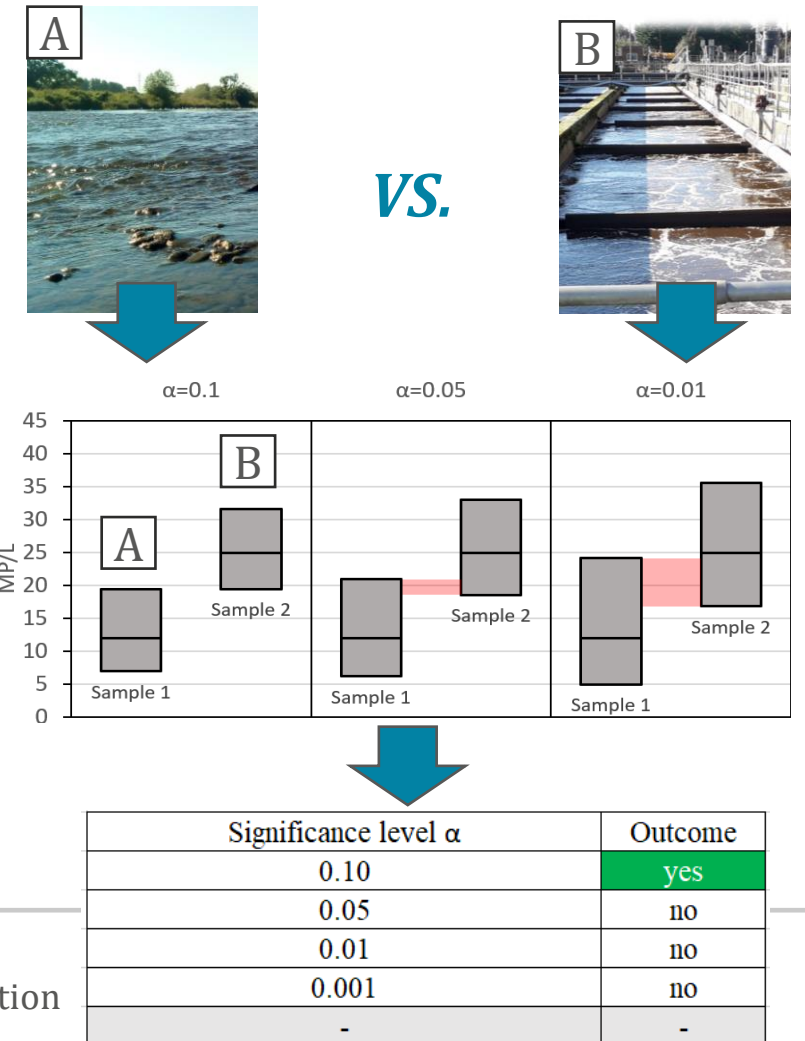 A
B
VS.
α=0.1 α=0.05 α=0.01
45
40
35
30
25
20
15
10
5
0
MP/L
A
B
Sample 1
Sample 2
Sample 1
Sample 2
Sample 1
Sample 2
Significance level α Outcome
0.10 yes
0.05 no
0.01 no
0.001 no
- -
tion